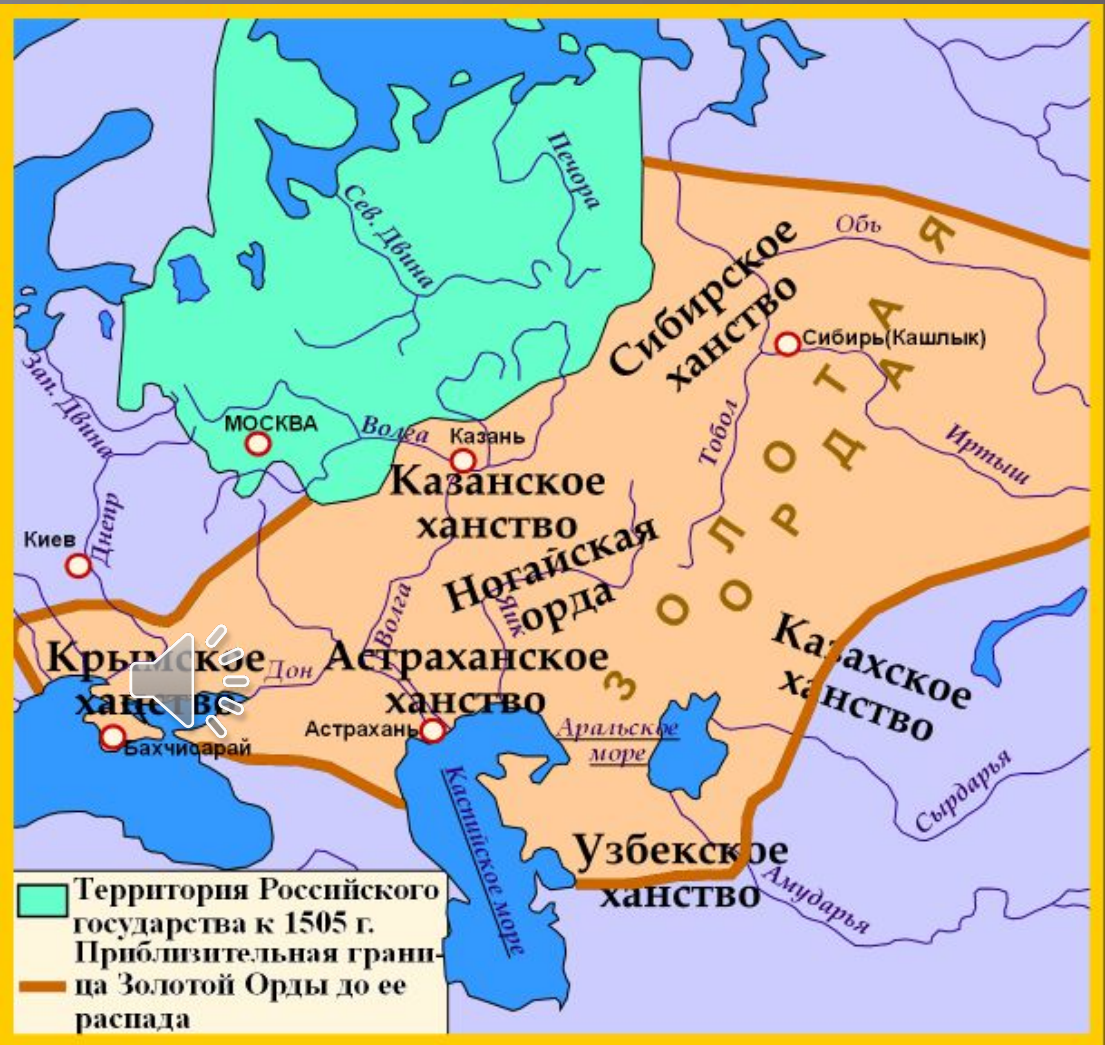 Печора
Сев. Двина
Обь
Сибирское
ханство
Сибирь(Кашлык)
ЗОЛОТАЯ
ОРДА
Зап. Двина
МОСКВА
Волга
Казань
Тобол
Иртыш
Казанское
ханство
Днепр
Киев
Ногайская
орда
Яик
Волга
Казахское
ханство
Крымское
ханство
Дон
Астраханское
ханство
Астрахань
Бахчисарай
Аральское
море
Каспийское море
Сырдарья
Узбекское
ханство
Амударья
Территория Российского
государства к 1505 г.
Приблизительная грани-
ца Золотой Орды до ее
распада